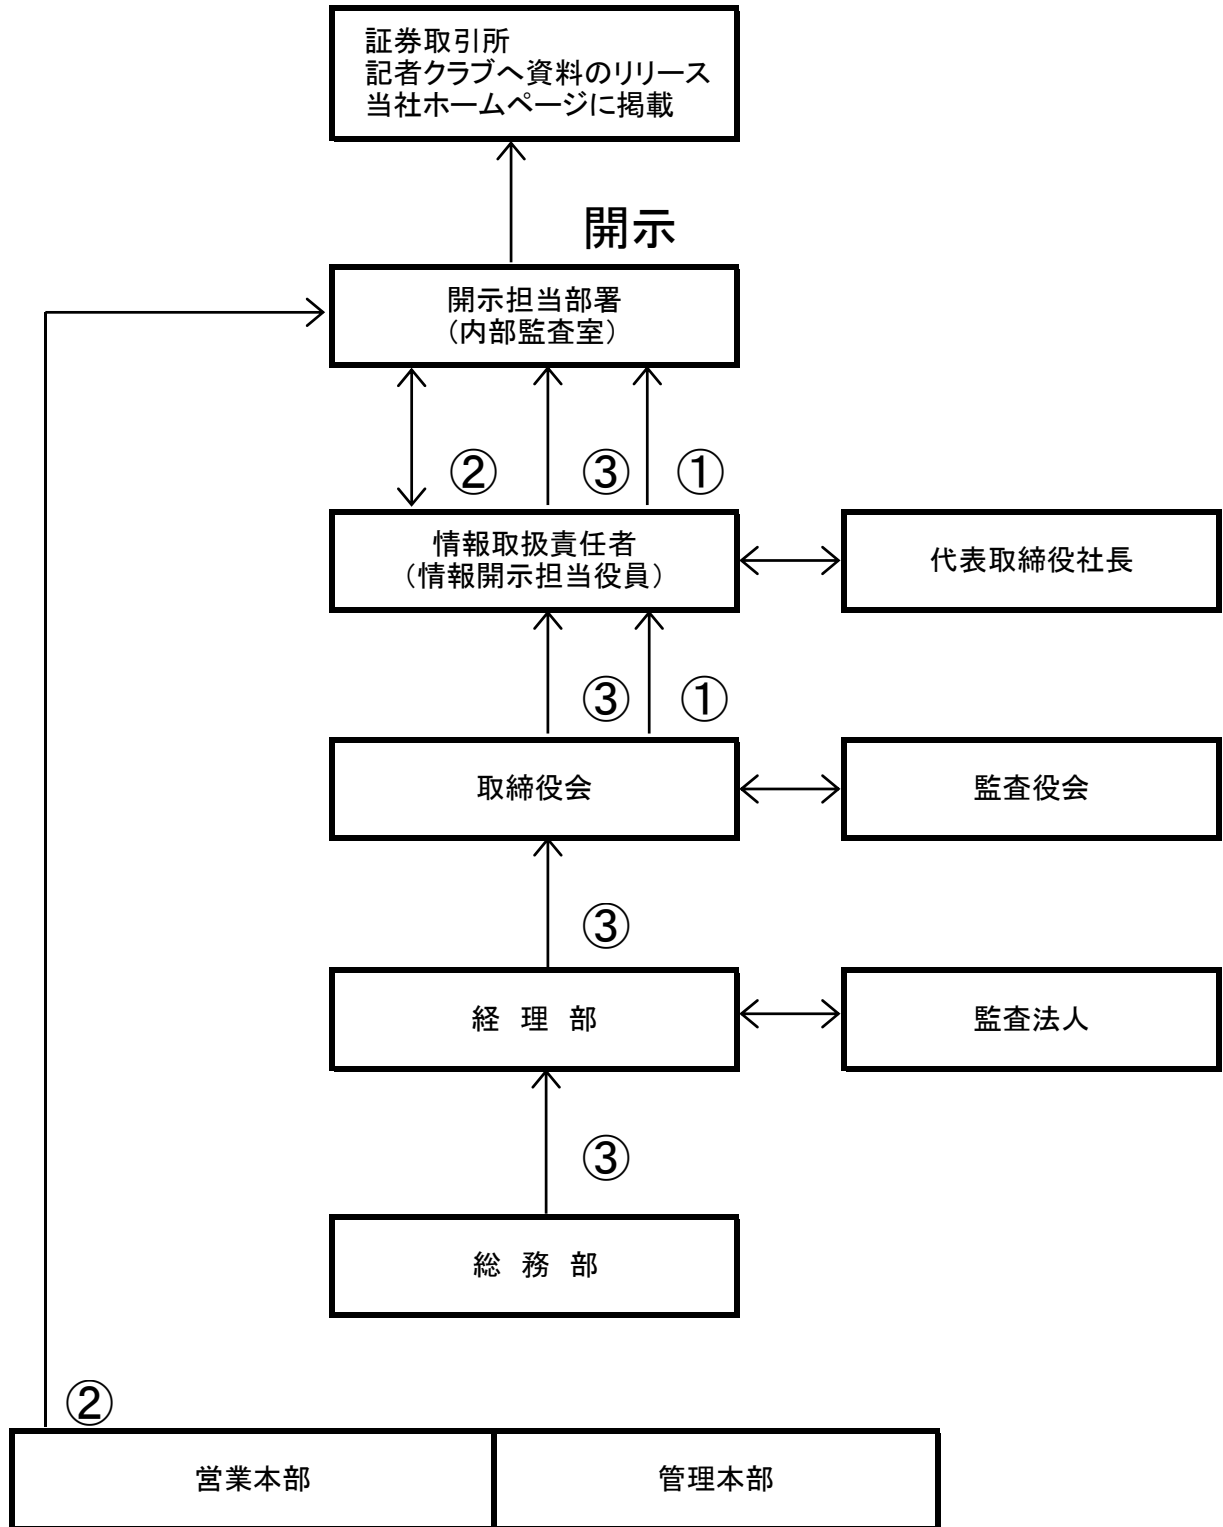 証券取引所
記者クラブへ資料のリリース
当社ホームページに掲載
開示
開示担当部署
（内部監査室）
②
③
①
情報取扱責任者
（情報開示担当役員）
代表取締役社長
③
①
取締役会
監査役会
③
経　理　部
監査法人
③
総　務　部
②
営業本部
管理本部